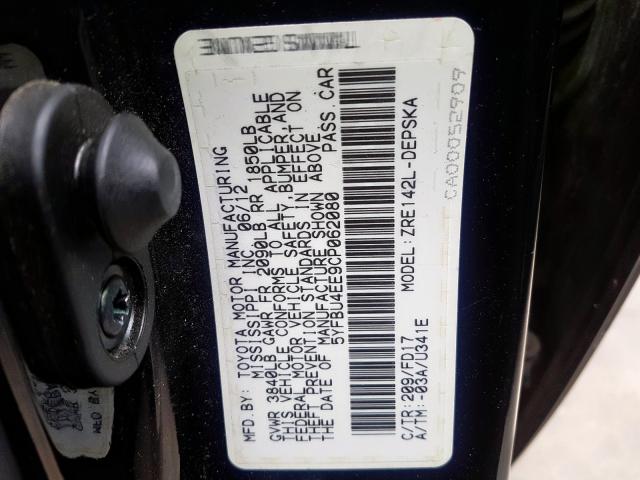 MFD.BY: TOYOTA MOTOR MANUFACTURING
MISSISSIPPI INC. 06/12
GVWR 3840LB GAWR FR 2090LB RR 1850LB
THIS VEHICLE CONFORMS TO ALL APPLICABLE
FEDERAL MOTOR VEHICLE SAFETY, BUMPER, AND
THEFT PREVENTION STANDARDS IN EFFECT ON
THE DATE OF MANUFACTURE SHOWN ABOVE.
5YFBU4EE9CP062080 PASS.CAR
C/TR: 209/FD17 MODEL: ZRE142L-DEPSKA
A/TM: -03A/U341E
CA00052909